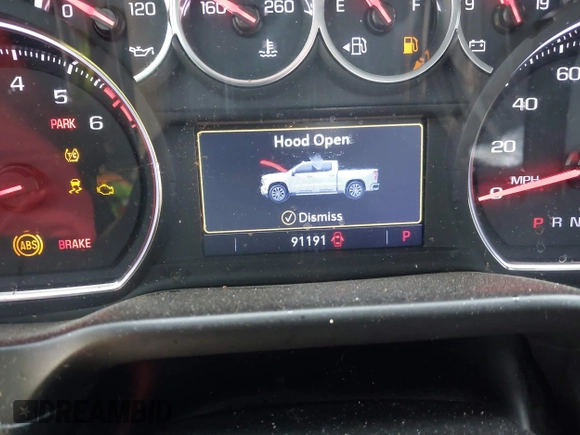 0 120
160 260
E F
9 19
4
5
6
PARK
T/C
ABS BRAKE
Hood Open
Dismiss
91191 P
60
40
20
0
MPH
P R N
DREAMBID